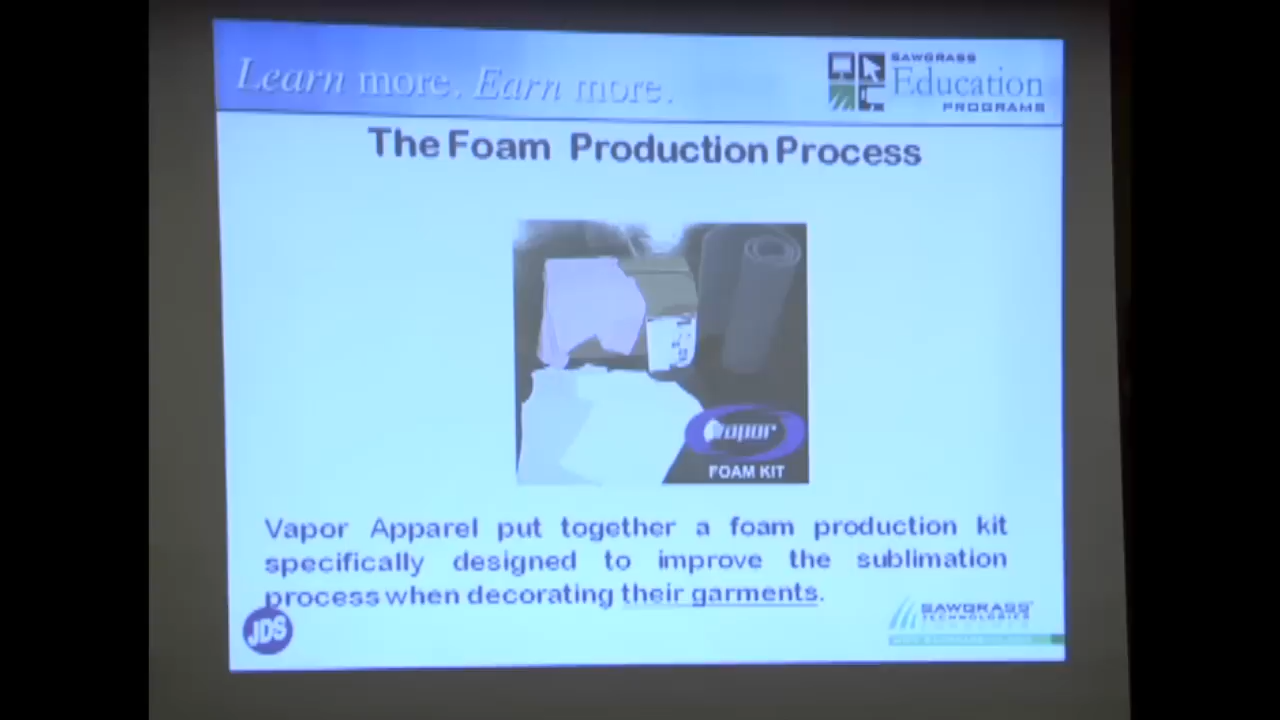 Learn more. Earn more.
SAWGRASS
Education
PROGRAMS
The Foam Production Process
vapor
FOAM KIT
Vapor Apparel put together a foam production kit
specifically designed to improve the sublimation
process when decorating their garments.
JDS
SAWGRASS
TECHNOLOGIES